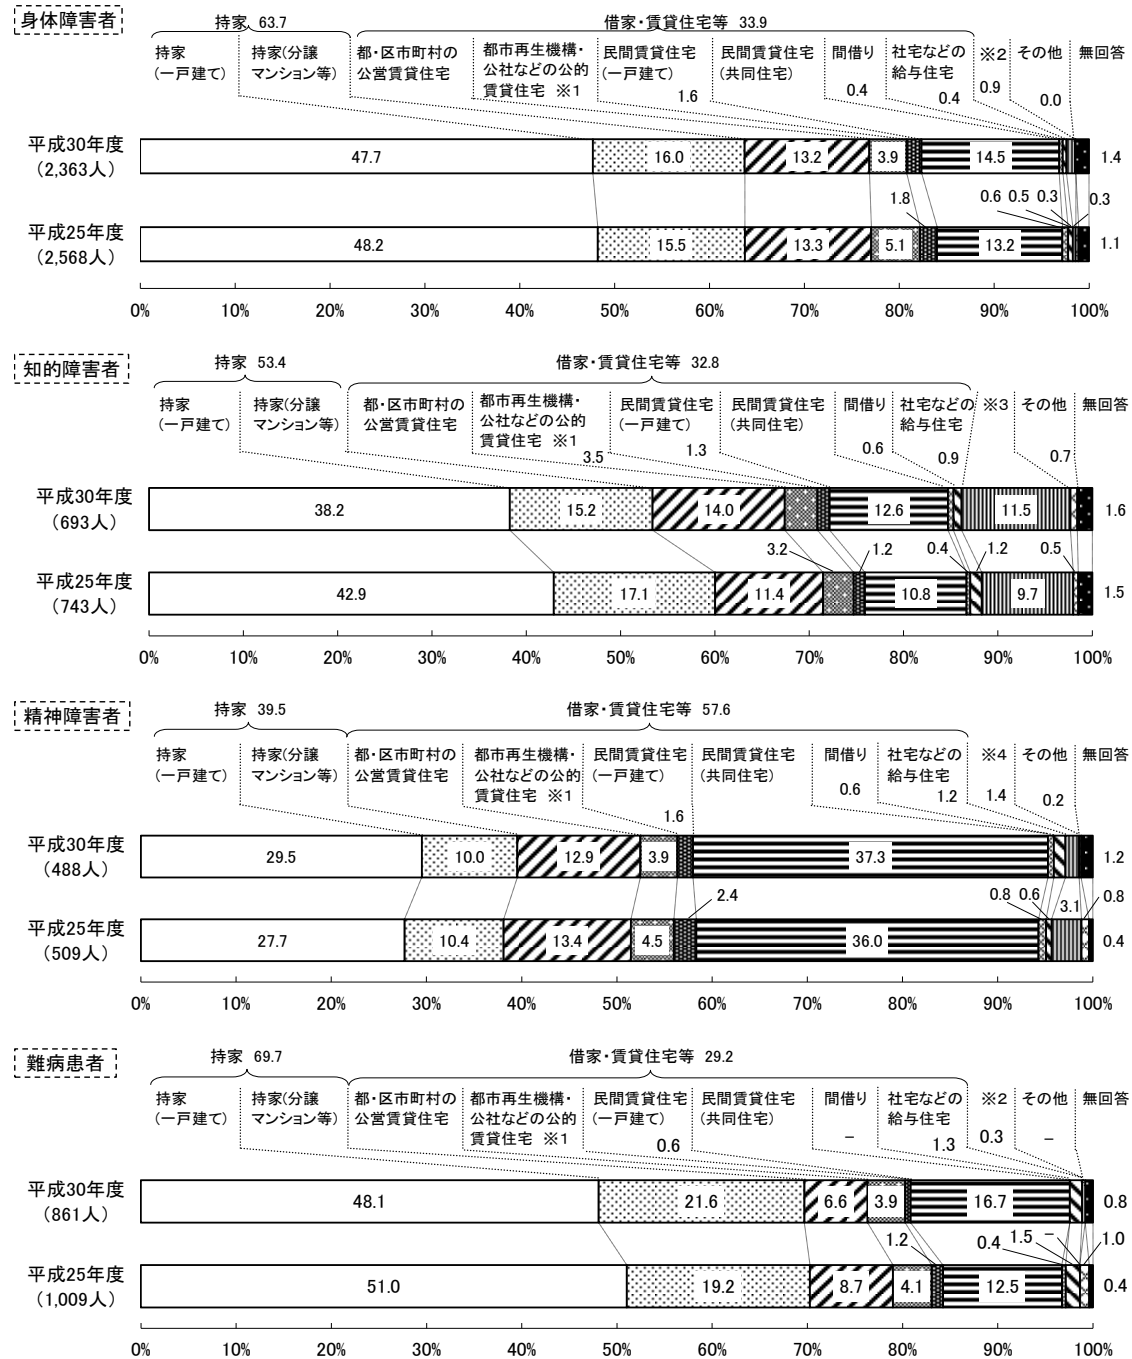 身体障害者
持家 63.7
借家・賃貸住宅等 33.9
持家
(一戸建て)
持家(分譲
マンション等)
都・区市町村の
公営賃貸住宅
都市再生機構・
公社などの公的
賃貸住宅 ※1
民間賃貸住宅
(一戸建て)
1.6
民間賃貸住宅
(共同住宅)
間借り
0.4
社宅などの
給与住宅
0.4
※2
0.9
その他
0.0
無回答
平成30年度
(2,363人)
47.7 16.0 13.2 3.9 14.5 1.4
1.8 0.6 0.5 0.3 0.3
平成25年度
(2,568人)
48.2 15.5 13.3 5.1 13.2 1.1
0% 10% 20% 30% 40% 50% 60% 70% 80% 90% 100%
知的障害者
持家 53.4
借家・賃貸住宅等 32.8
持家
(一戸建て)
持家(分譲
マンション等)
都・区市町村の
公営賃貸住宅
都市再生機構・
公社などの公的
賃貸住宅 ※1
3.5
民間賃貸住宅
(一戸建て)
1.3
民間賃貸住宅
(共同住宅)
間借り
0.6
社宅などの
給与住宅
0.9
※3
その他
0.7
無回答
平成30年度
(693人)
38.2 15.2 14.0 12.6 11.5 1.6
3.2 1.2 0.4 1.2 0.5
平成25年度
(743人)
42.9 17.1 11.4 10.8 9.7 1.5
0% 10% 20% 30% 40% 50% 60% 70% 80% 90% 100%
精神障害者
持家 39.5
借家・賃貸住宅等 57.6
持家
(一戸建て)
持家(分譲
マンション等)
都・区市町村の
公営賃貸住宅
都市再生機構・
公社などの公的
賃貸住宅 ※1
民間賃貸住宅
(一戸建て)
1.6
民間賃貸住宅
(共同住宅)
間借り
0.6
社宅などの
給与住宅
1.2
※4
1.4
その他
0.2
無回答
平成30年度
(488人)
29.5 10.0 12.9 3.9 37.3 1.2
2.4 0.8 0.6 3.1 0.8
平成25年度
(509人)
27.7 10.4 13.4 4.5 36.0 0.4
0% 10% 20% 30% 40% 50% 60% 70% 80% 90% 100%
難病患者
持家 69.7
借家・賃貸住宅等 29.2
持家
(一戸建て)
持家(分譲
マンション等)
都・区市町村の
公営賃貸住宅
都市再生機構・
公社などの公的
賃貸住宅 ※1
民間賃貸住宅
(一戸建て)
0.6
民間賃貸住宅
(共同住宅)
間借り
－
社宅などの
給与住宅
1.3
※2
0.3
その他
－
無回答
平成30年度
(861人)
48.1 21.6 6.6 3.9 16.7 0.8
1.2 0.4 1.5 － 1.0
平成25年度
(1,009人)
51.0 19.2 8.7 4.1 12.5 0.4
0% 10% 20% 30% 40% 50% 60% 70% 80% 90% 100%